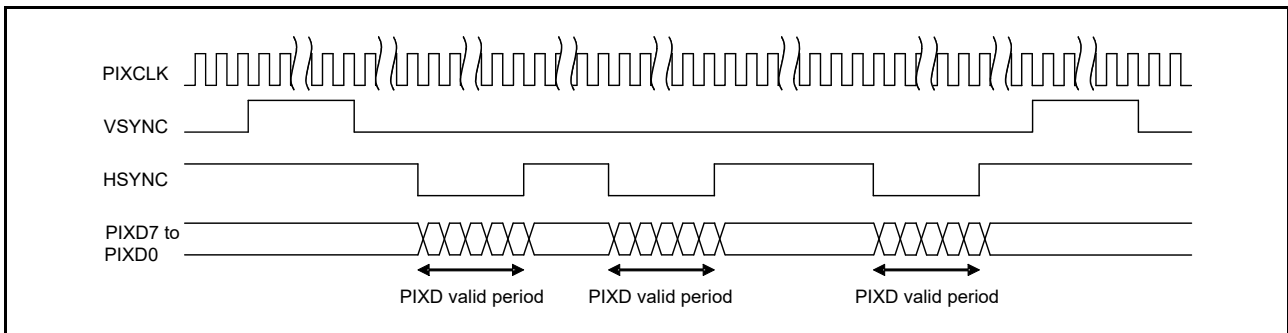 PIXCLK
VSYNC
HSYNC
PIXD7 to
PIXD0
PIXD valid period
PIXD valid period
PIXD valid period